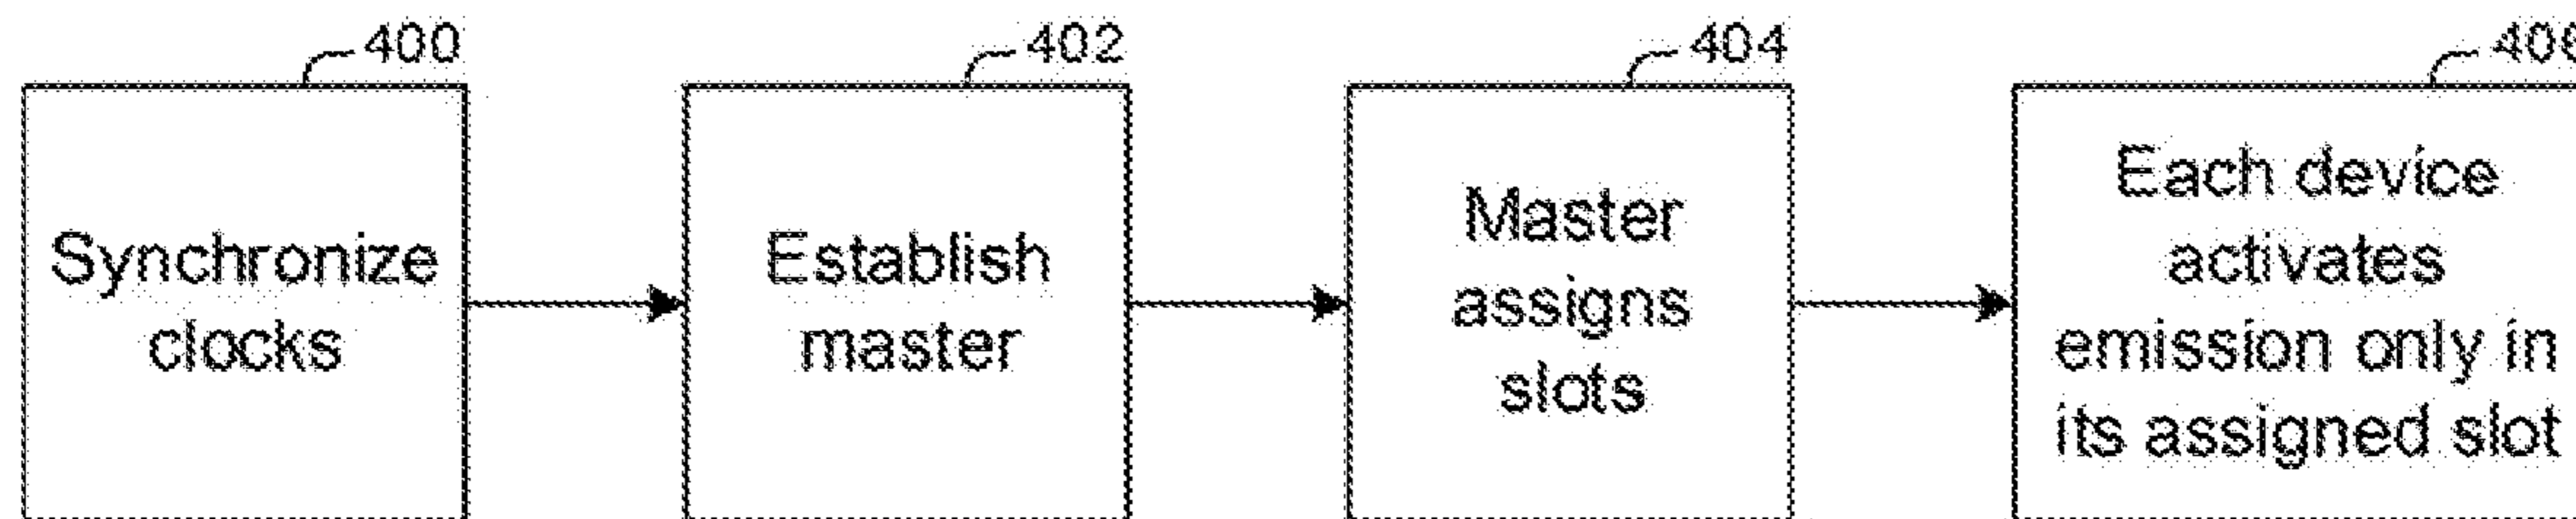 400
402
404
Synchronize
clocks
Establish
master
Master
assigns
slots
Each device
activates
emission only in
its assigned slot